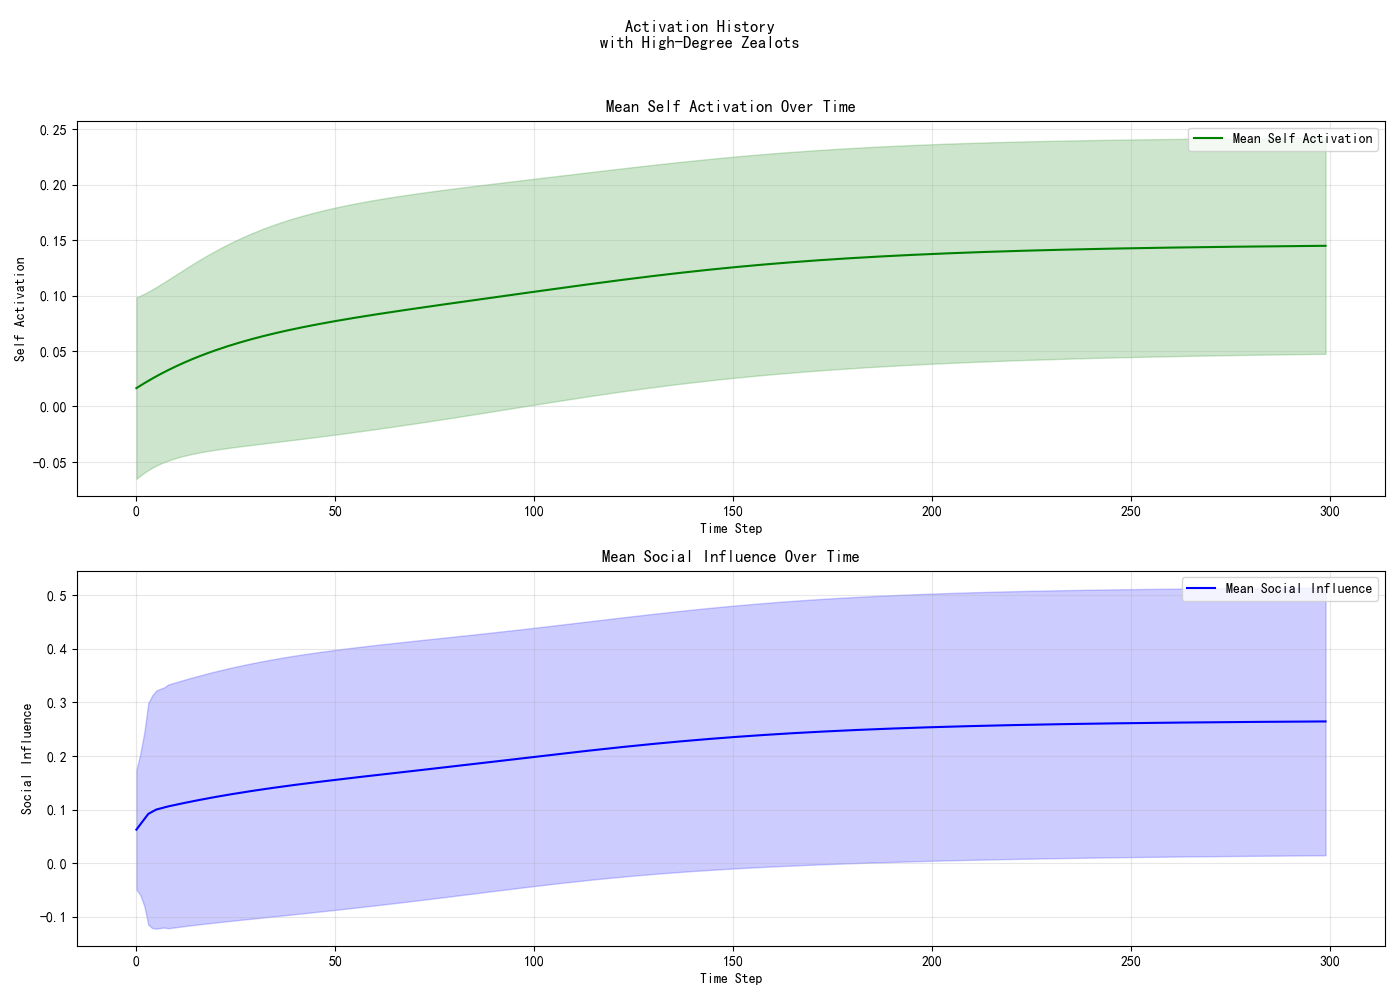 Activation History
with High-Degree Zealots
Mean Self Activation Over Time
Mean Self Activation
Self Activation
0.25
0.20
0.15
0.10
0.05
0.00
−0.05
0 50 100 150 200 250 300
Time Step
Mean Social Influence Over Time
Mean Social Influence
Social Influence
0.5
0.4
0.3
0.2
0.1
0.0
−0.1
0 50 100 150 200 250 300
Time Step